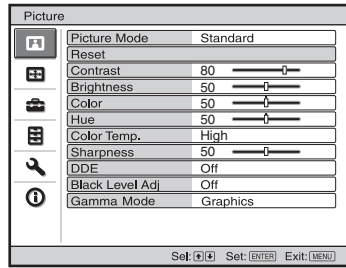 Picture
Picture Mode Standard
Reset
Contrast 80
Brightness 50
Color 50
Hue 50
Color Temp. High
Sharpness 50
DDE Off
Black Level Adj Off
Gamma Mode Graphics
Sel: Set: ENTER Exit: MENU